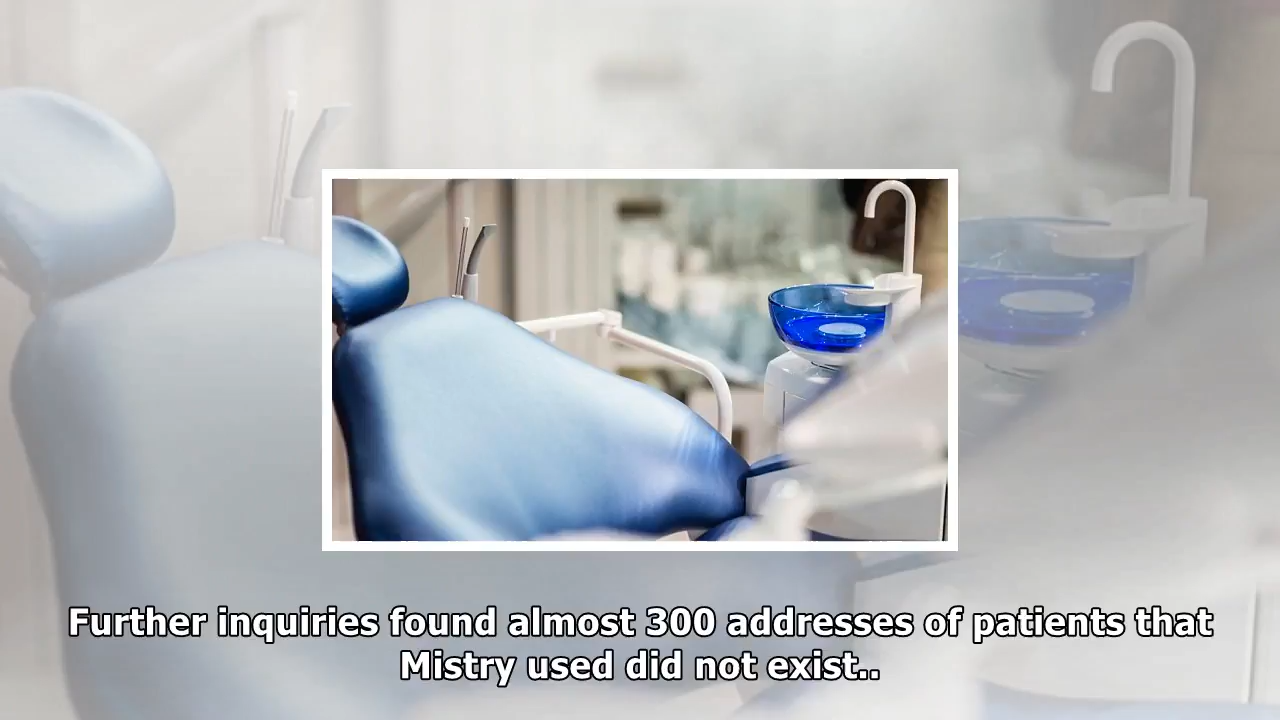 Further inquiries found almost 300 addresses of patients that
Mistry used did not exist..